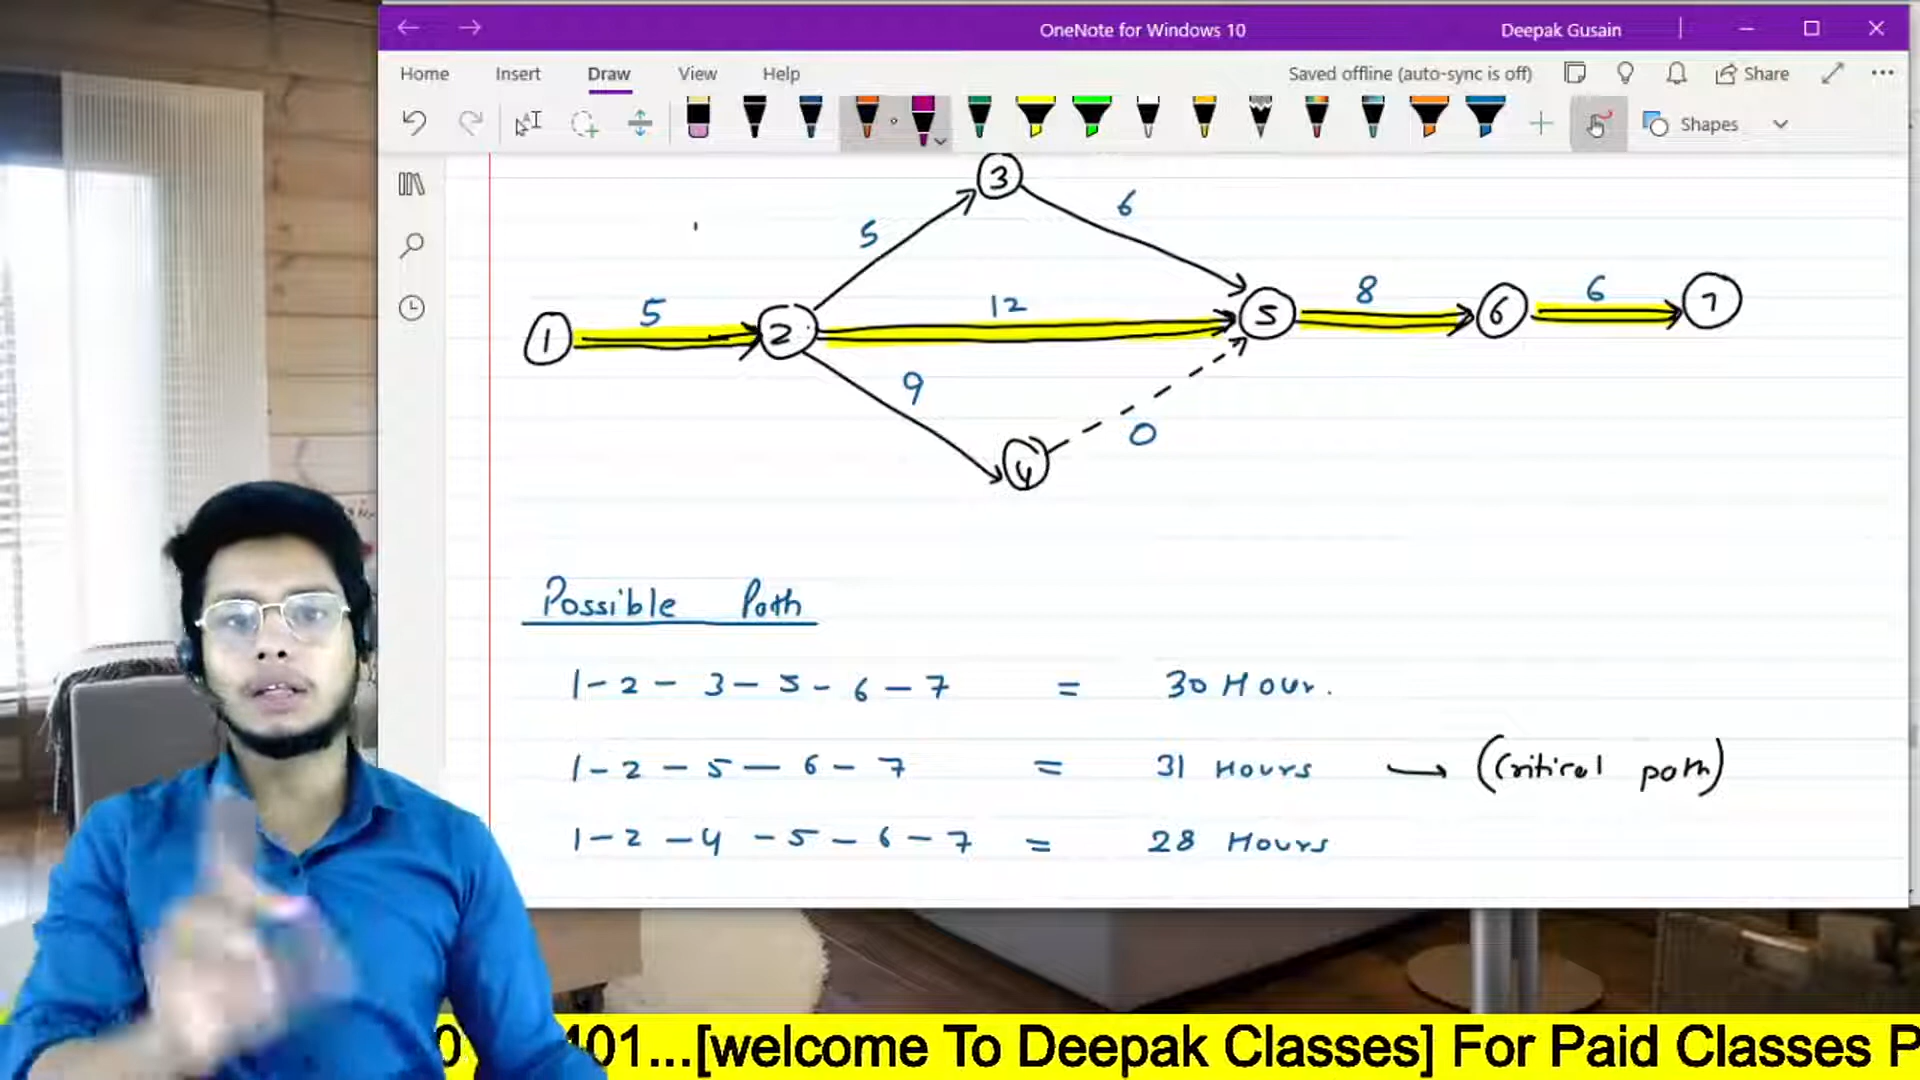 OneNote for Windows 10
Deepak Gusain
Home Insert Draw View Help
Saved offline (auto-sync is off)
Share
Shapes
3
5
6
5
12
8
6
1
2
5
6
7
9
0
4
Possible Path
1-2-3-5-6-7 = 30 Hour.
1-2-5-6-7 = 31 Hours → (Critical path)
1-2-4-5-6-7 = 28 Hours
401...[welcome To Deepak Classes] For Paid Classes P